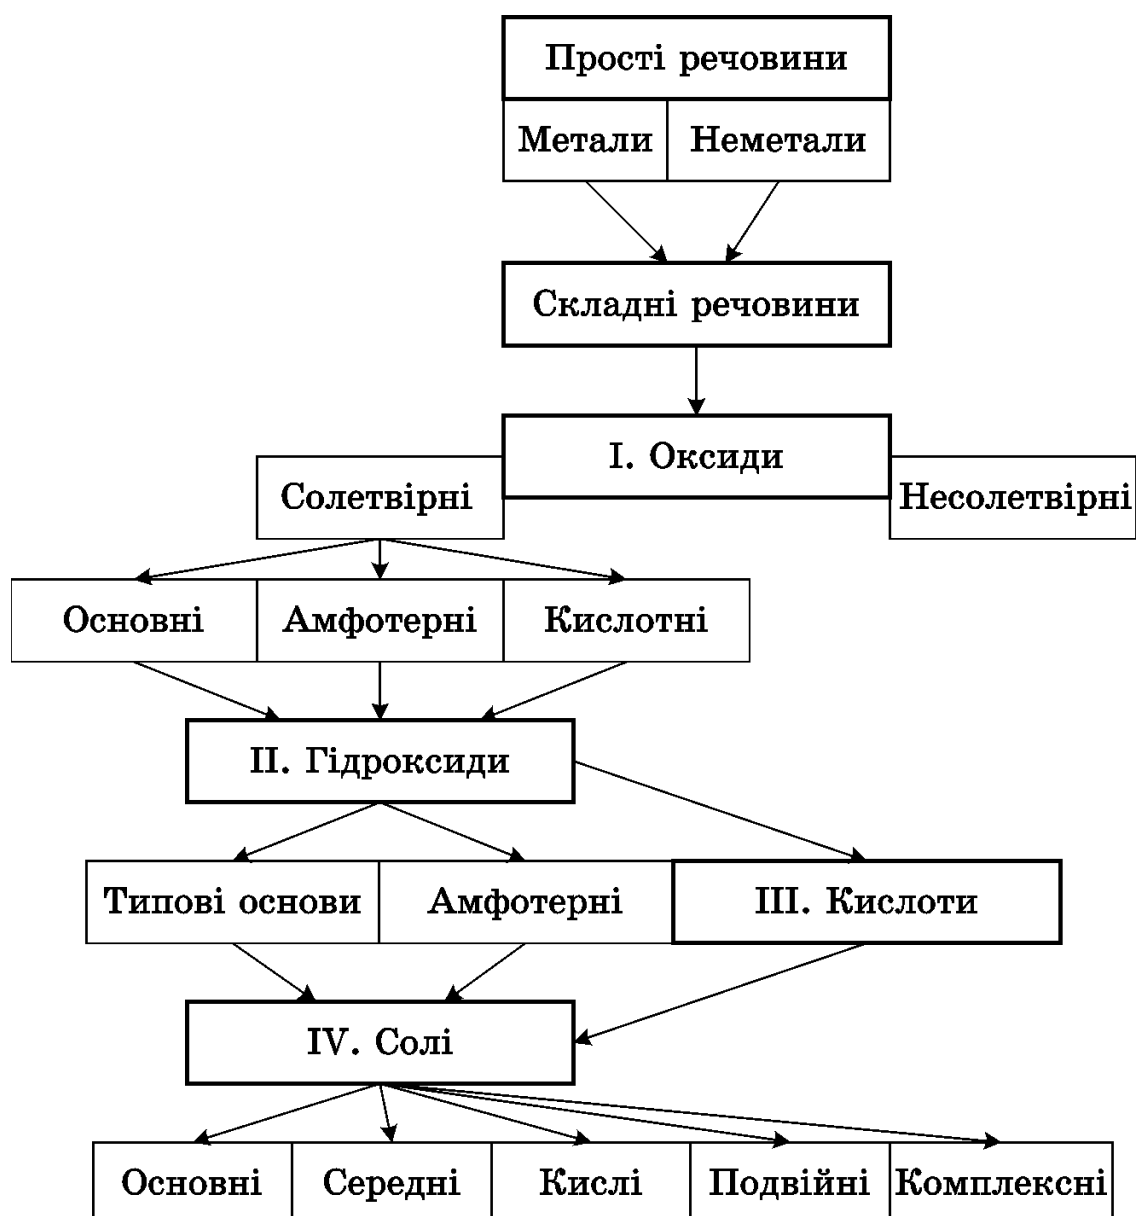 Прості речовини
Метали
Неметали
Складні речовини
I. Оксиди
Солетвірні
Несолетвірні
Основні
Амфотерні
Кислотні
II. Гідроксиди
Типові основи
Амфотерні
III. Кислоти
IV. Солі
Основні
Середні
Кислі
Подвійні
Комплексні